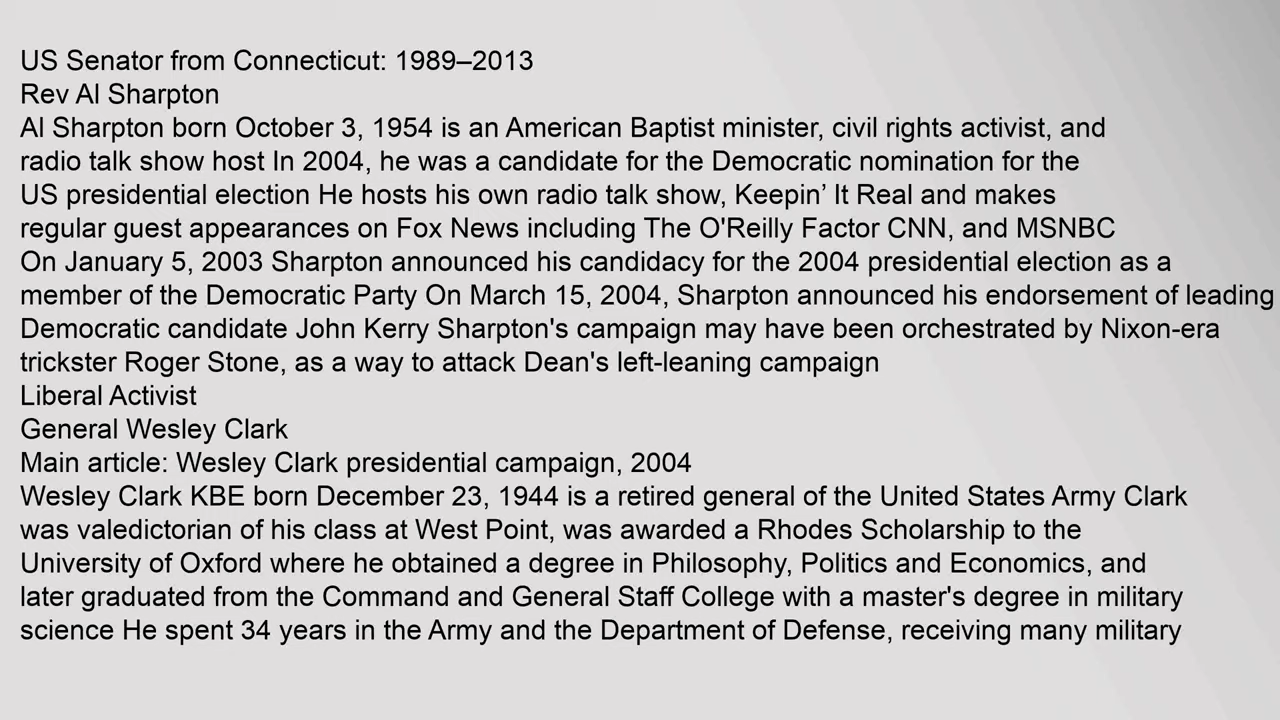 US Senator from Connecticut: 1989–2013
Rev Al Sharpton
Al Sharpton born October 3, 1954 is an American Baptist minister, civil rights activist, and
radio talk show host In 2004, he was a candidate for the Democratic nomination for the
US presidential election He hosts his own radio talk show, Keepin’ It Real and makes
regular guest appearances on Fox News including The O'Reilly Factor CNN, and MSNBC
On January 5, 2003 Sharpton announced his candidacy for the 2004 presidential election as a
member of the Democratic Party On March 15, 2004, Sharpton announced his endorsement of leading
Democratic candidate John Kerry Sharpton's campaign may have been orchestrated by Nixon-era
trickster Roger Stone, as a way to attack Dean's left-leaning campaign
Liberal Activist
General Wesley Clark
Main article: Wesley Clark presidential campaign, 2004
Wesley Clark KBE born December 23, 1944 is a retired general of the United States Army Clark
was valedictorian of his class at West Point, was awarded a Rhodes Scholarship to the
University of Oxford where he obtained a degree in Philosophy, Politics and Economics, and
later graduated from the Command and General Staff College with a master's degree in military
science He spent 34 years in the Army and the Department of Defense, receiving many military